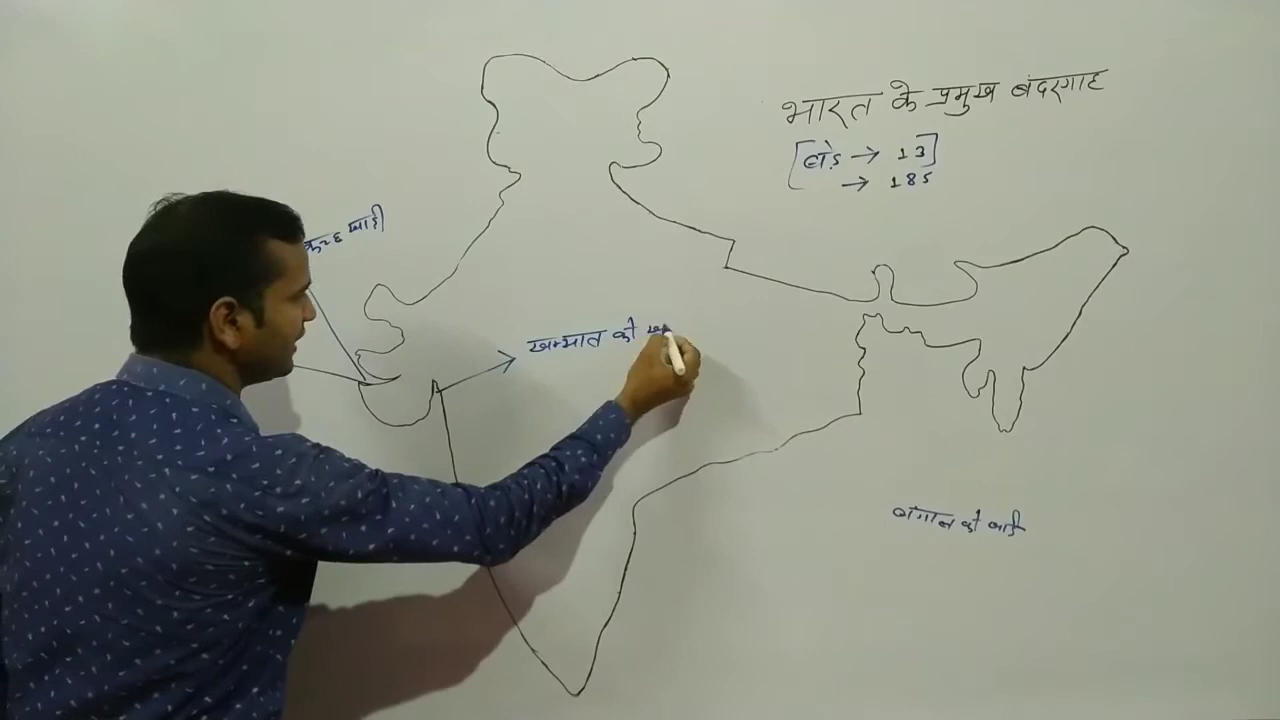 भारत के प्रमुख बंदरगाह
[बड़े → 13]
→ 185
कच्छ खाड़ी
खम्भात की
बंगाल की खाड़ी